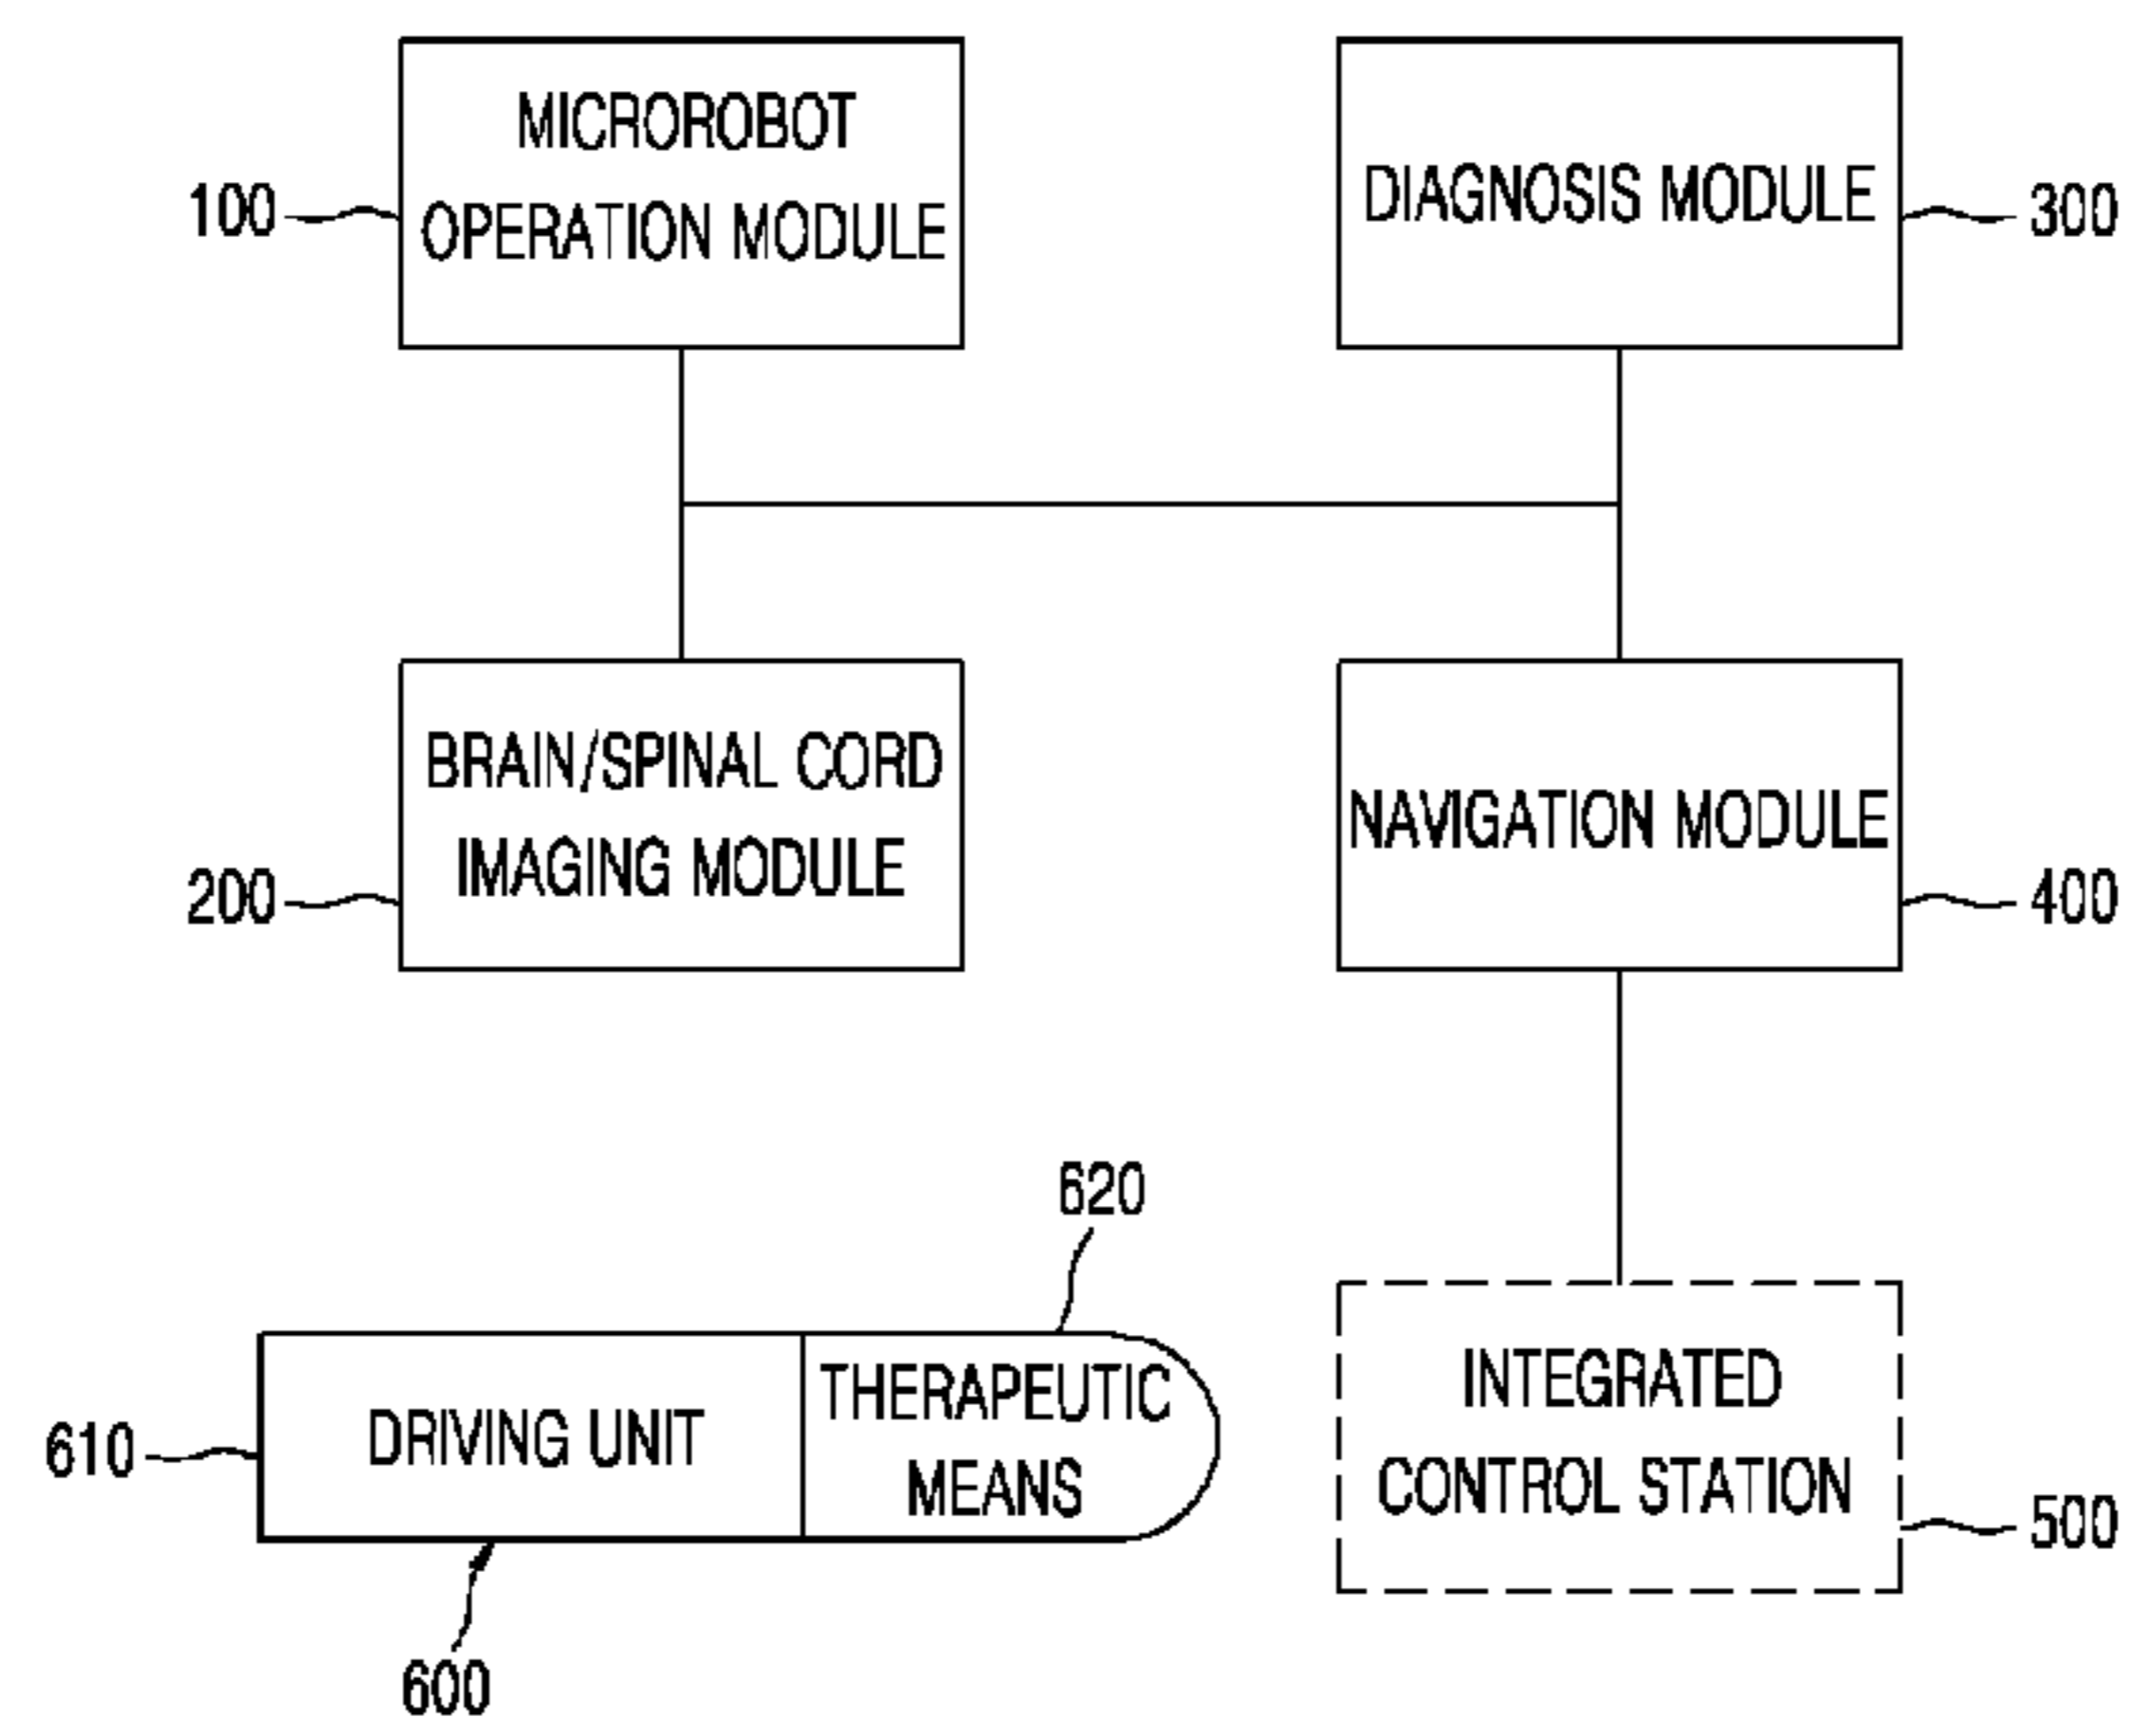 MICROROBOT
OPERATION MODULE
100
DIAGNOSIS MODULE
300
BRAIN/SPINAL CORD
IMAGING MODULE
200
NAVIGATION MODULE
400
620
THERAPEUTIC
MEANS
DRIVING UNIT
610
600
INTEGRATED
CONTROL STATION
500